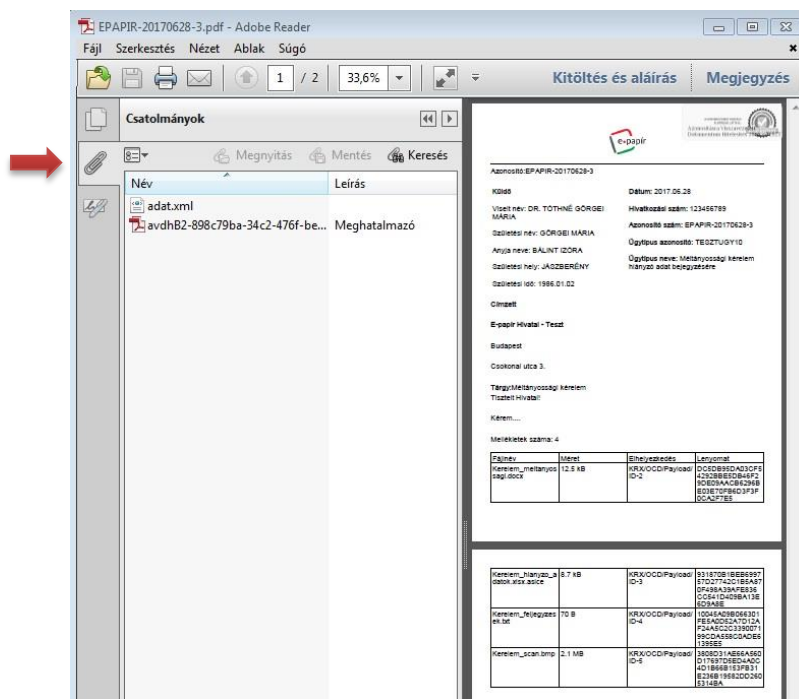 EPAPIR-20170628-3.pdf - Adobe Reader
Fájl Szerkesztés Nézet Ablak Súgó
1 / 2 33,6% Kitöltés és aláírás Megjegyzés
Csatolmányok
Megnyitás Mentés Keresés
Név Leírás
adat.xml
avdhB2-898c79ba-34c2-476f-be... Meghatalmazó
e-papír
Azonosító:EPAPIR-20170628-3
Küldő
Viselt név: DR. TÓTHNÉ GÖRGEI
MÁRIA
Születési név: GÖRGEI MÁRIA
Anyja neve: BÁLINT IZÓRA
Születési hely: JÁSZBERÉNY
Születési idő: 1986.01.02
Dátum: 2017.06.28
Hivatkozási szám: 123456789
Azonosító szám: EPAPIR-20170628-3
Ügytípus azonosító: TESZTUGY10
Ügytípus neve: Méltányossági kérelem
hiányzó adat bejegyzésére
Címzett
E-papír Hivatal - Teszt
Budapest
Csokonai utca 3.
Tárgy:Méltányossági kérelem
Tisztelt Hivatal!
Kérem....
Mellékletek száma: 4
Fájlnév Méret Elhelyezkedés Lenyomat
Kerelem_meltanyos 12.5 kB KRX/OCD/Payload/
sagi.docx ID-2
Kerelem_hianyzo_a 8.7 kB KRX/OCD/Payload/
datok.xlsx.asice ID-3
Kerelem_feljegyzes 70 B KRX/OCD/Payload/
ek.txt ID-4
Kerelem_scan.bmp 2.1 MB KRX/OCD/Payload/
ID-5